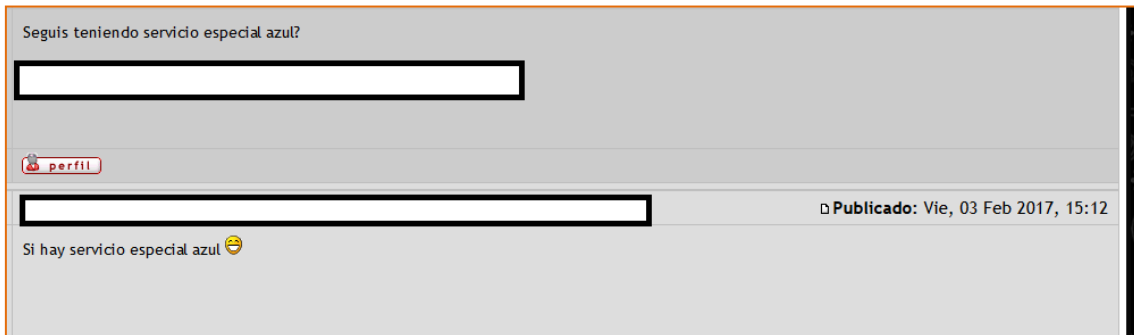 Seguis teniendo servicio especial azul?
perfil
Publicado: Vie, 03 Feb 2017, 15:12
Si hay servicio especial azul